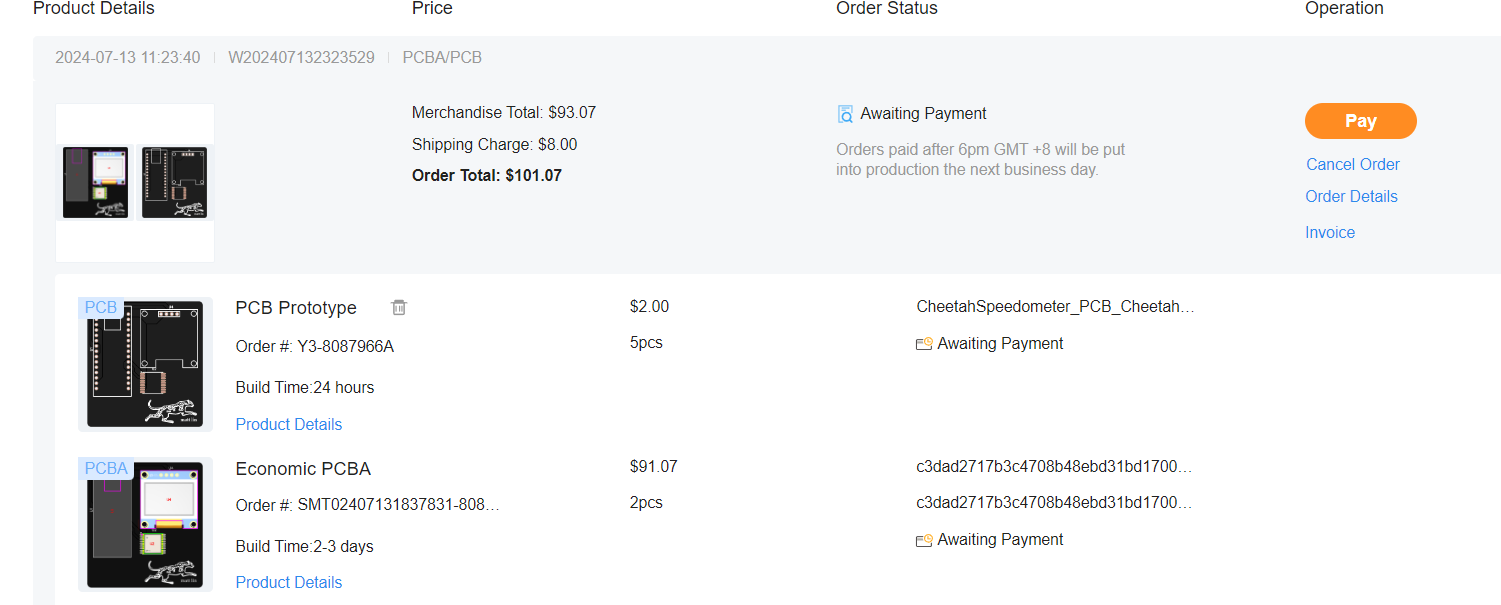 Product Details Price Order Status Operation
2024-07-13 11:23:40 W202407132323529 PCBA/PCB
Merchandise Total: $93.07
Shipping Charge: $8.00
Order Total: $101.07
Awaiting Payment
Orders paid after 6pm GMT +8 will be put
into production the next business day.
Pay
Cancel Order
Order Details
Invoice
PCB
PCB Prototype
$2.00
CheetahSpeedometer_PCB_Cheetah...
Order #: Y3-8087966A
5pcs
Awaiting Payment
Build Time:24 hours
Product Details
PCBA
Economic PCBA
$91.07
c3dad2717b3c4708b48ebd31bd1700...
Order #: SMT02407131837831-808...
2pcs
c3dad2717b3c4708b48ebd31bd1700...
Build Time:2-3 days
Awaiting Payment
Product Details